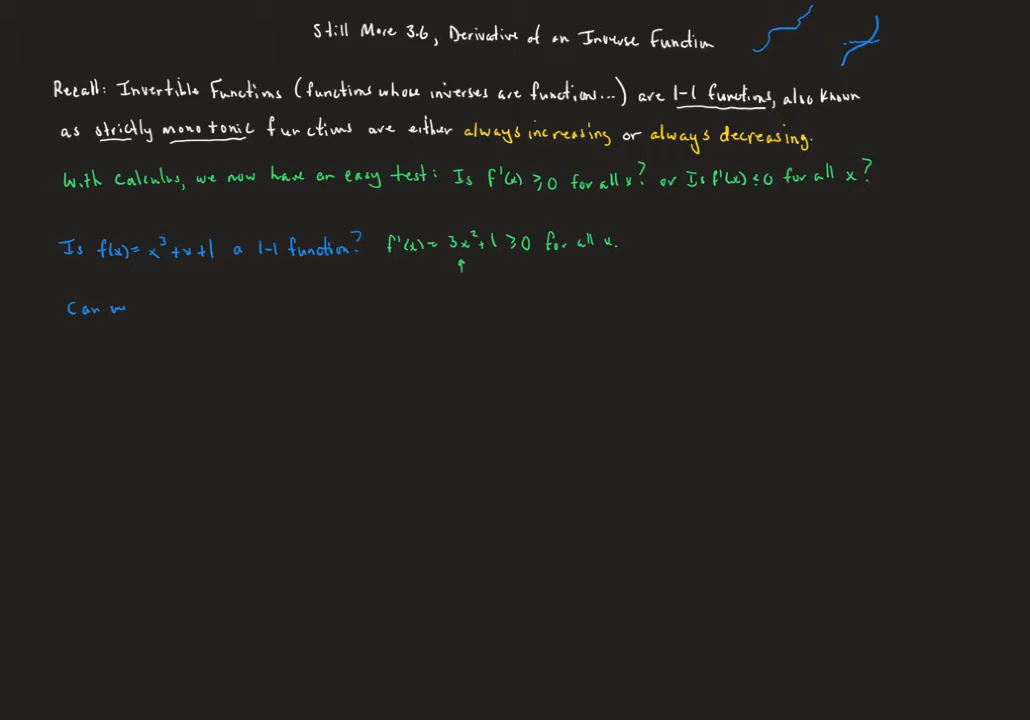 Still More 3.6, Derivative of an Inverse Function
Recall: Invertible Functions (functions whose inverses are functions...) are 1-1 functions, also known
as strictly monotonic functions are either always increasing or always decreasing.
With Calculus, we now have an easy test: Is f'(x) ≥ 0 for all x? or Is f'(x) ≤ 0 for all x?
Is f(x) = x³ + x + 1 a 1-1 function? f'(x) = 3x² + 1 ≥ 0 for all x.
Can w